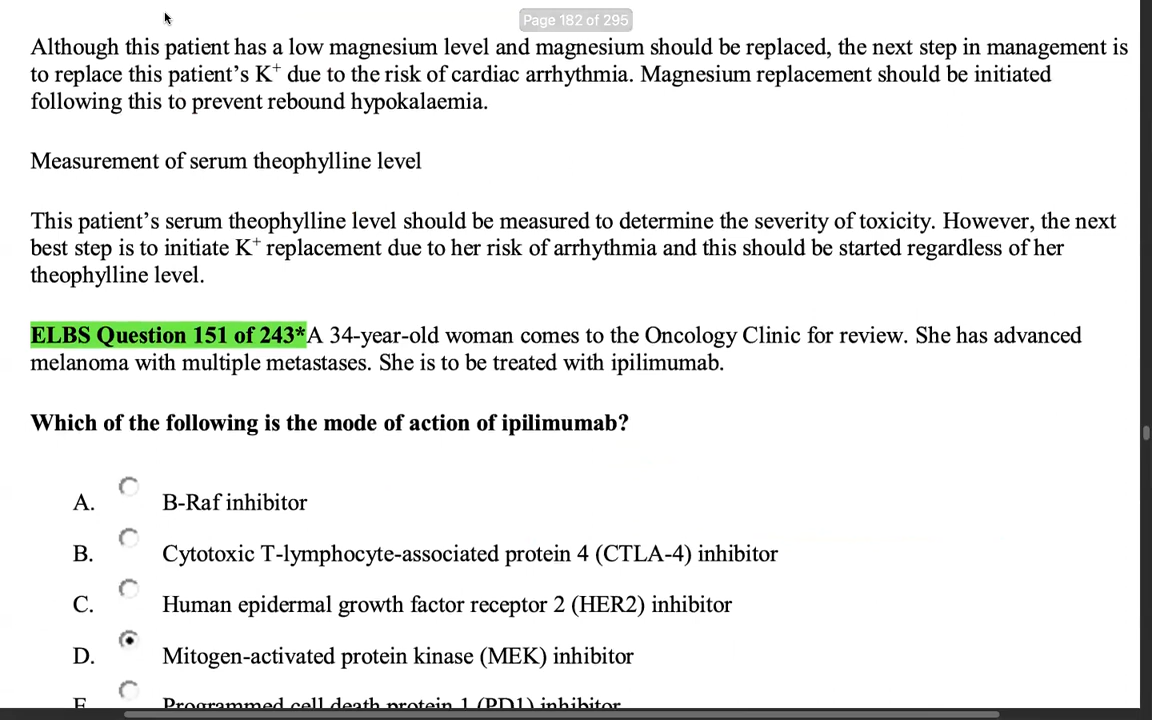 Page 182 of 295
Although this patient has a low magnesium level and magnesium should be replaced, the next step in management is
to replace this patient’s K⁺ due to the risk of cardiac arrhythmia. Magnesium replacement should be initiated
following this to prevent rebound hypokalaemia.
Measurement of serum theophylline level
This patient’s serum theophylline level should be measured to determine the severity of toxicity. However, the next
best step is to initiate K⁺ replacement due to her risk of arrhythmia and this should be started regardless of her
theophylline level.
ELBS Question 151 of 243*A 34-year-old woman comes to the Oncology Clinic for review. She has advanced
melanoma with multiple metastases. She is to be treated with ipilimumab.
Which of the following is the mode of action of ipilimumab?
A. B-Raf inhibitor
B. Cytotoxic T-lymphocyte-associated protein 4 (CTLA-4) inhibitor
C. Human epidermal growth factor receptor 2 (HER2) inhibitor
D. Mitogen-activated protein kinase (MEK) inhibitor
E. Programmed cell death protein 1 (PD1) inhibitor